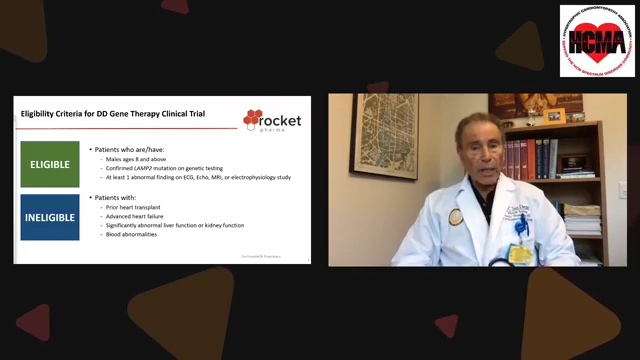 HYPERTROPHIC CARDIOMYOPATHY ASSOCIATION
HCMA
Eligibility Criteria for DD Gene Therapy Clinical Trial
rocket
pharma
ELIGIBLE
• Patients who are/have:
– Males ages 8 and above
– Confirmed LAMP2 mutation on genetic testing
– At least 1 abnormal finding on ECG, Echo, MRI, or electrophysiology study
INELIGIBLE
• Patients with:
– Prior heart transplant
– Advanced heart failure
– Significantly abnormal liver function or kidney function
– Blood abnormalities